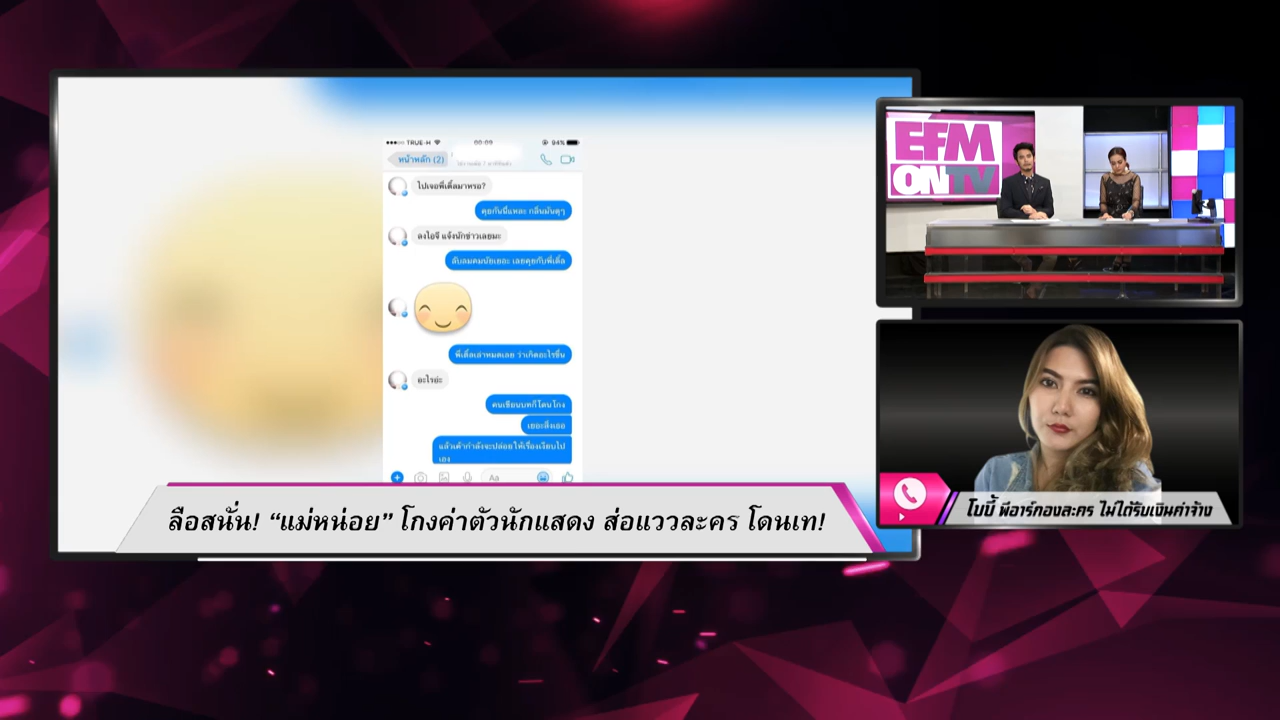 TRUE-H
00:09
94%
หน้าหลัก (2)
ไปเจอพี่เติ้ลมาหรอ?
คุยกันนี่แหละ กลิ่นมันตุๆ
ลงไอจี แจ้งนักข่าวเลยมะ
ลับลมคมนัยเยอะ เลยคุยกับพี่เติ้ล
พี่เติ้ลเล่าหมดเลย ว่าเกิดอะไรขึ้น
อะไรอ่ะ
คนเขียนบทก็โดนโกง
เยอะสิ่งเธอ
แล้วเค้ากำลังจะปล่อยให้เรื่องเงียบไป
เอง
Aa
ลือสนั่น! “แม่หน่อย” โกงค่าตัวนักแสดง ส่อแววละคร โดนเท!
EFM
ON TV
โบบี้ พีอาร์กองละคร ไม่ได้รับเงินค่าจ้าง